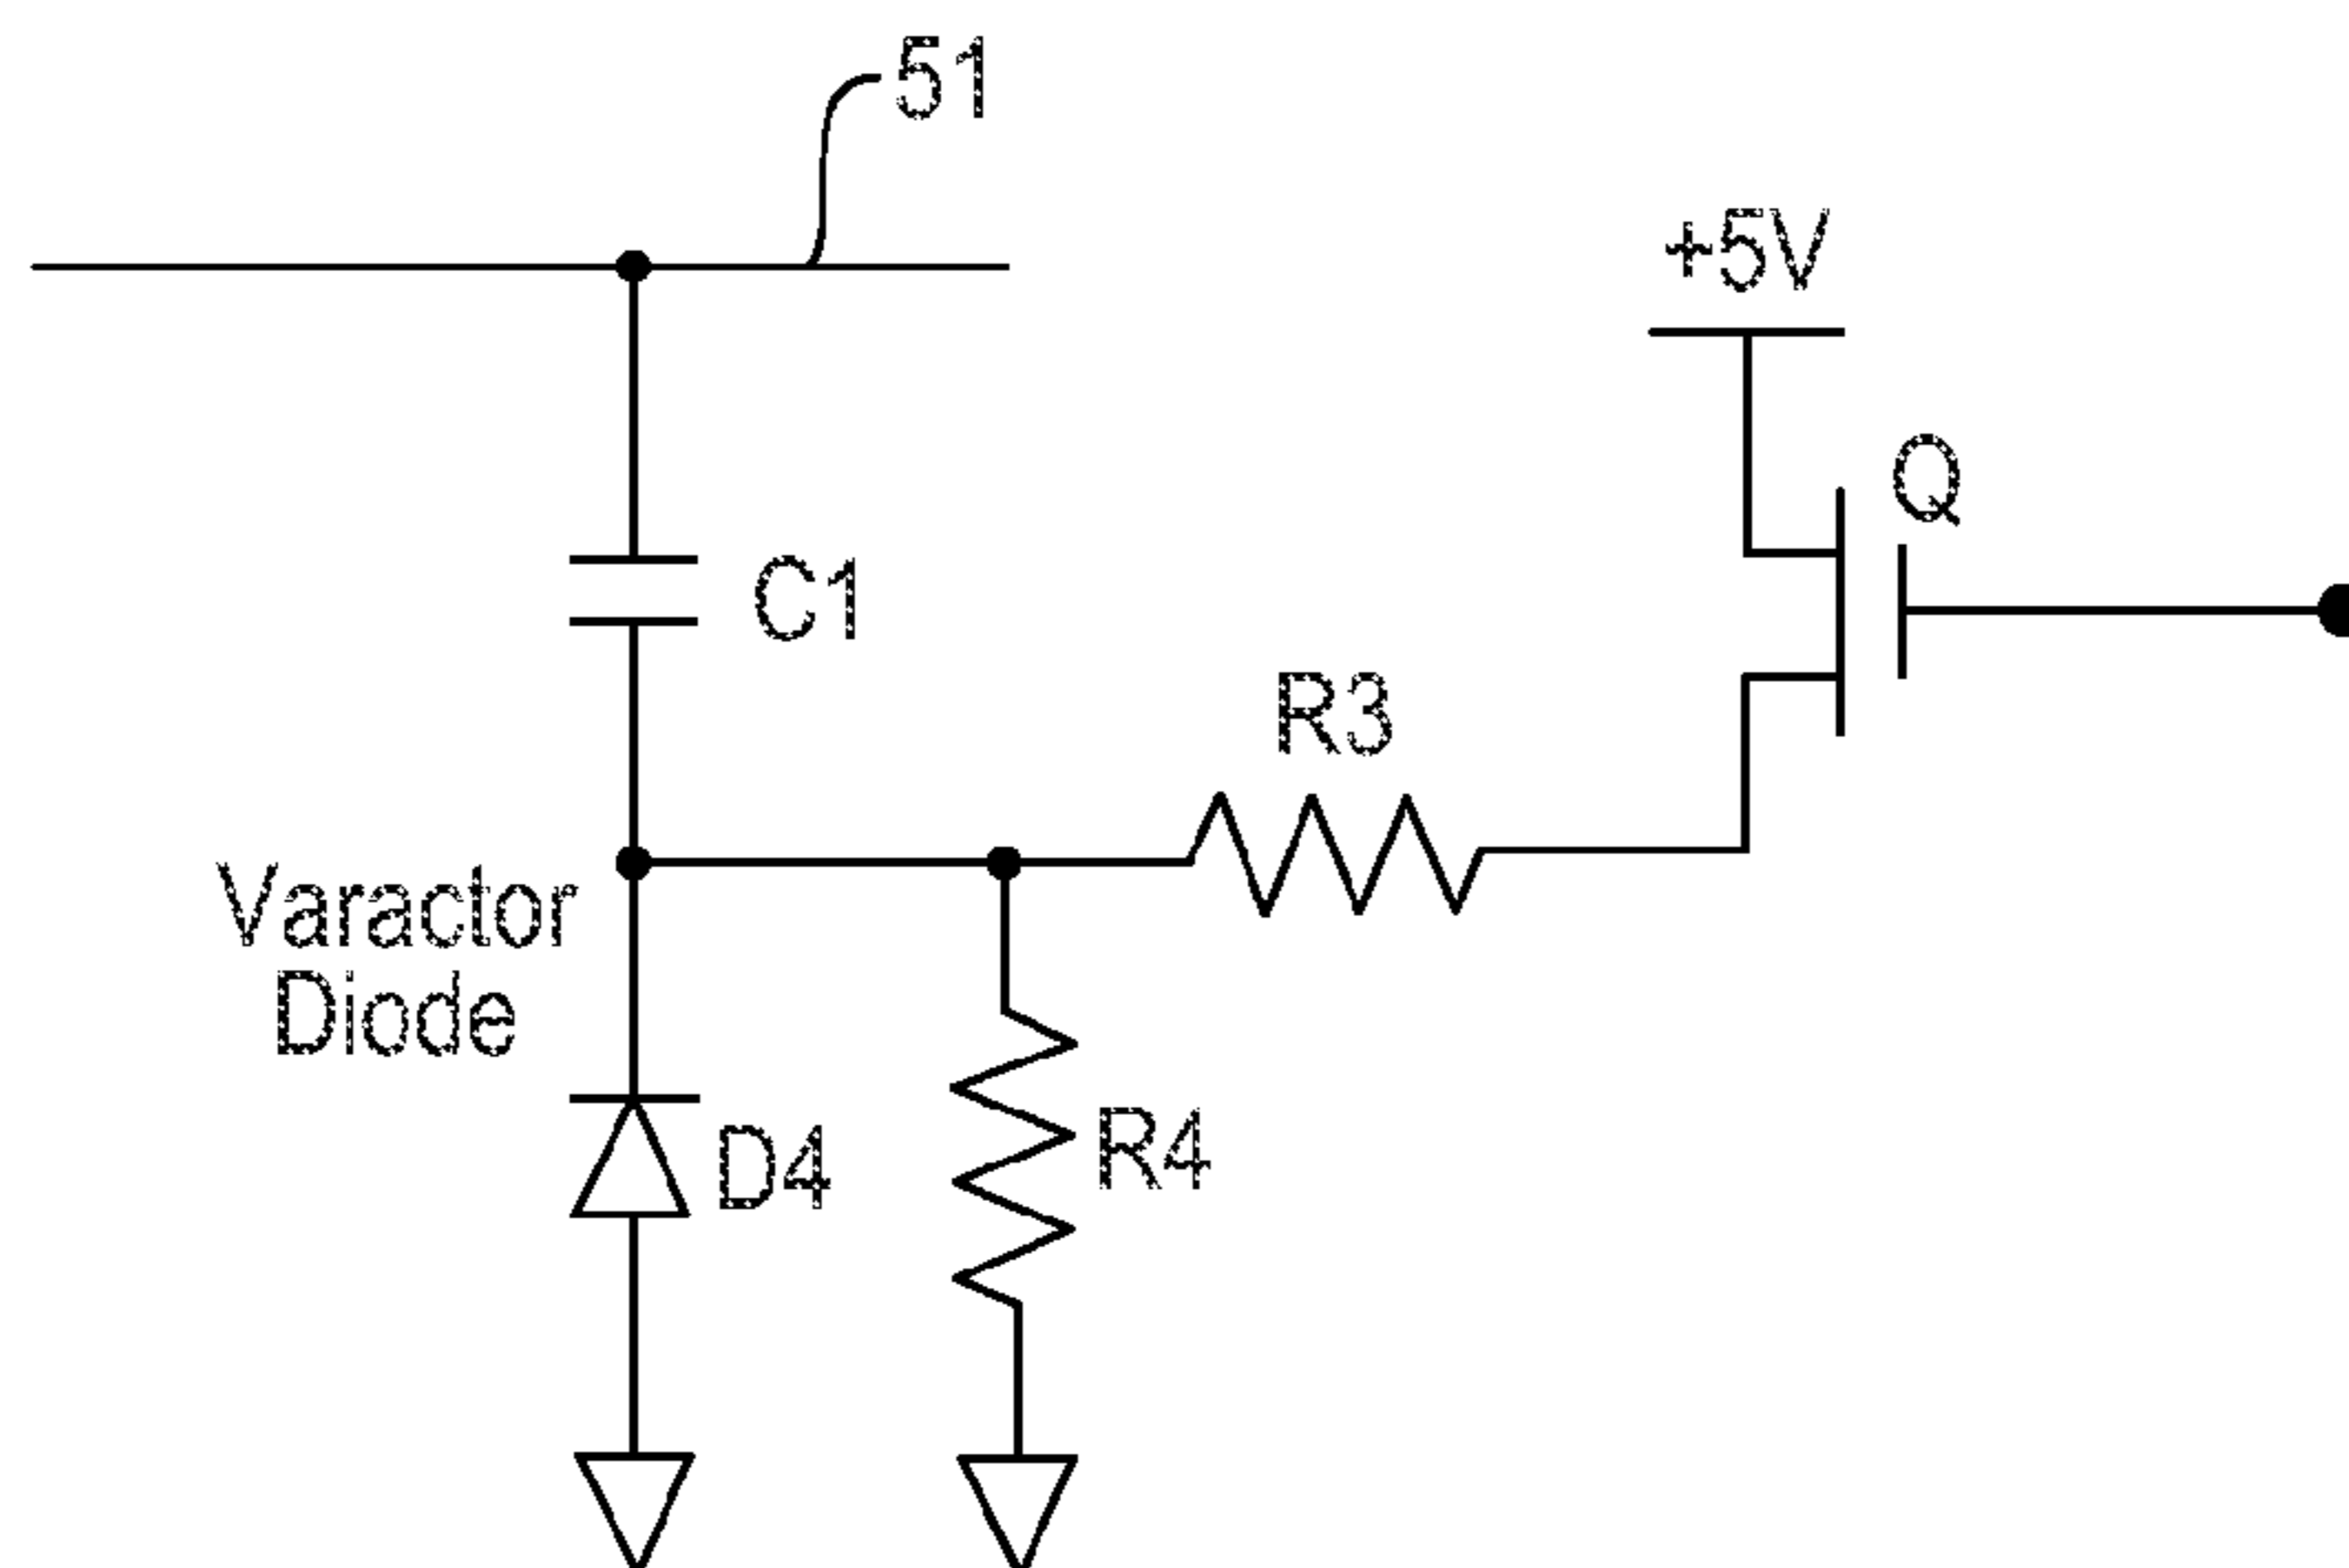 51
+5V
Q
C1
R3
Varactor
Diode
D4
R4